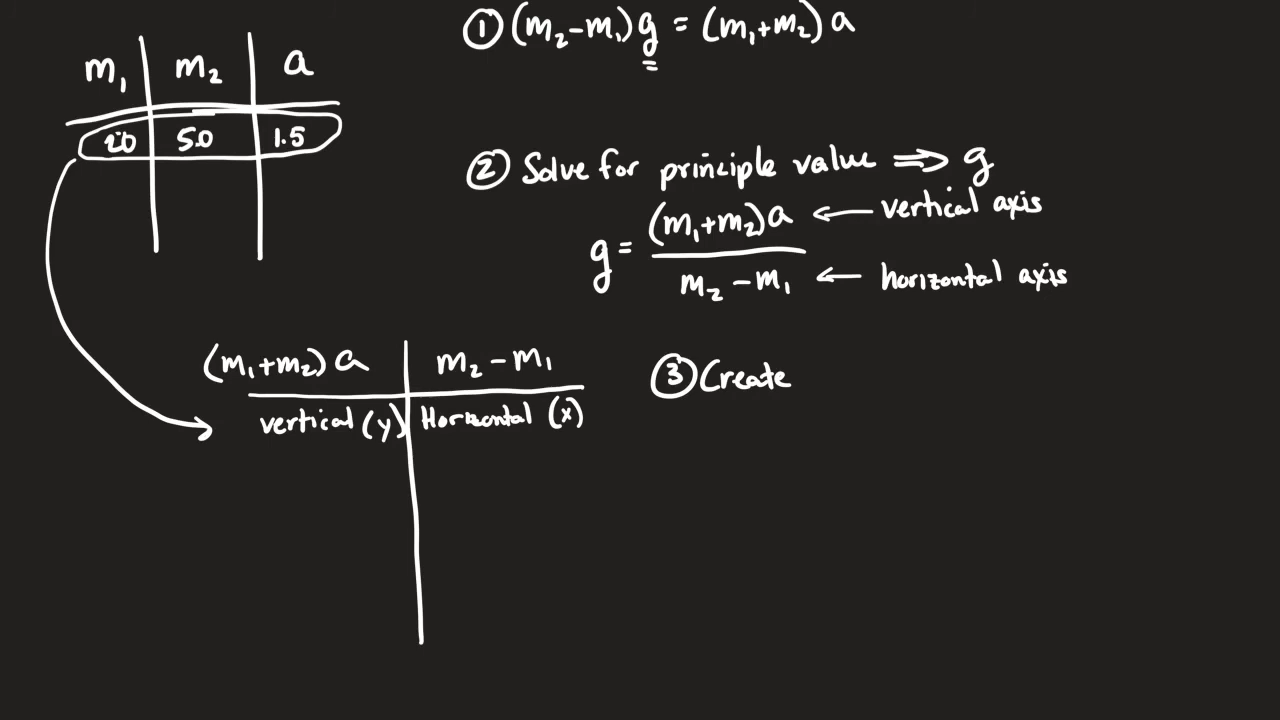 ① (m₂-m₁)g = (m₁+m₂)a
m₁ m₂ a
2.0 5.0 1.5
② Solve for principle value ⇒ g
g = (m₁+m₂)a ← vertical axis
m₂ - m₁ ← horizontal axis
(m₁+m₂)a m₂ - m₁
vertical (y) Horizontal (x)
③ Create